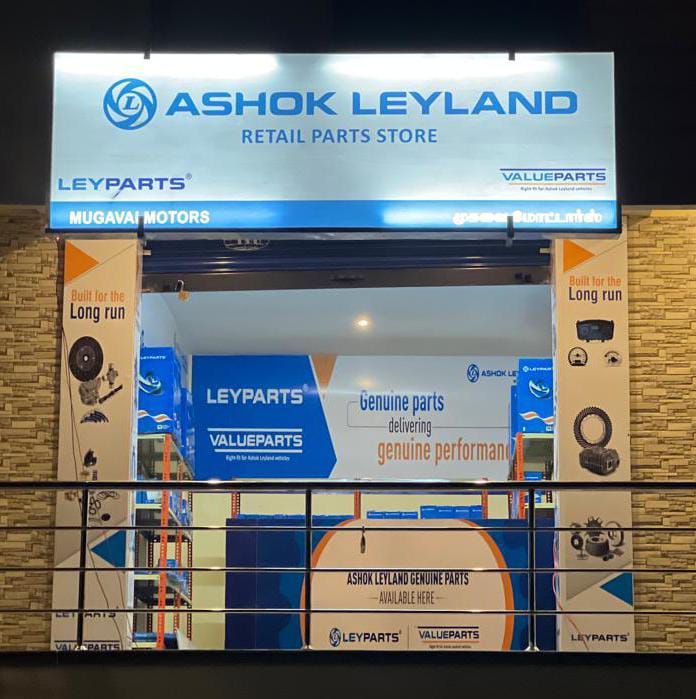 ASHOK LEYLAND
RETAIL PARTS STORE
LEYPARTS®
VALUEPARTS
Right fit for Ashok Leyland vehicles
MUGAVAI MOTORS
முகவை மோட்டார்ஸ்
Built for the
Long run
Built for the
Long run
LEYPARTS
LEYPARTS®
VALUEPARTS
Right fit for Ashok Leyland vehicles
ASHOK LE
Genuine parts
delivering
genuine performan
ASHOK LEYLAND GENUINE PARTS
AVAILABLE HERE
LEYPARTS®
VALUEPARTS
LEYPARTS
VALUEPARTS
LEYPARTS®